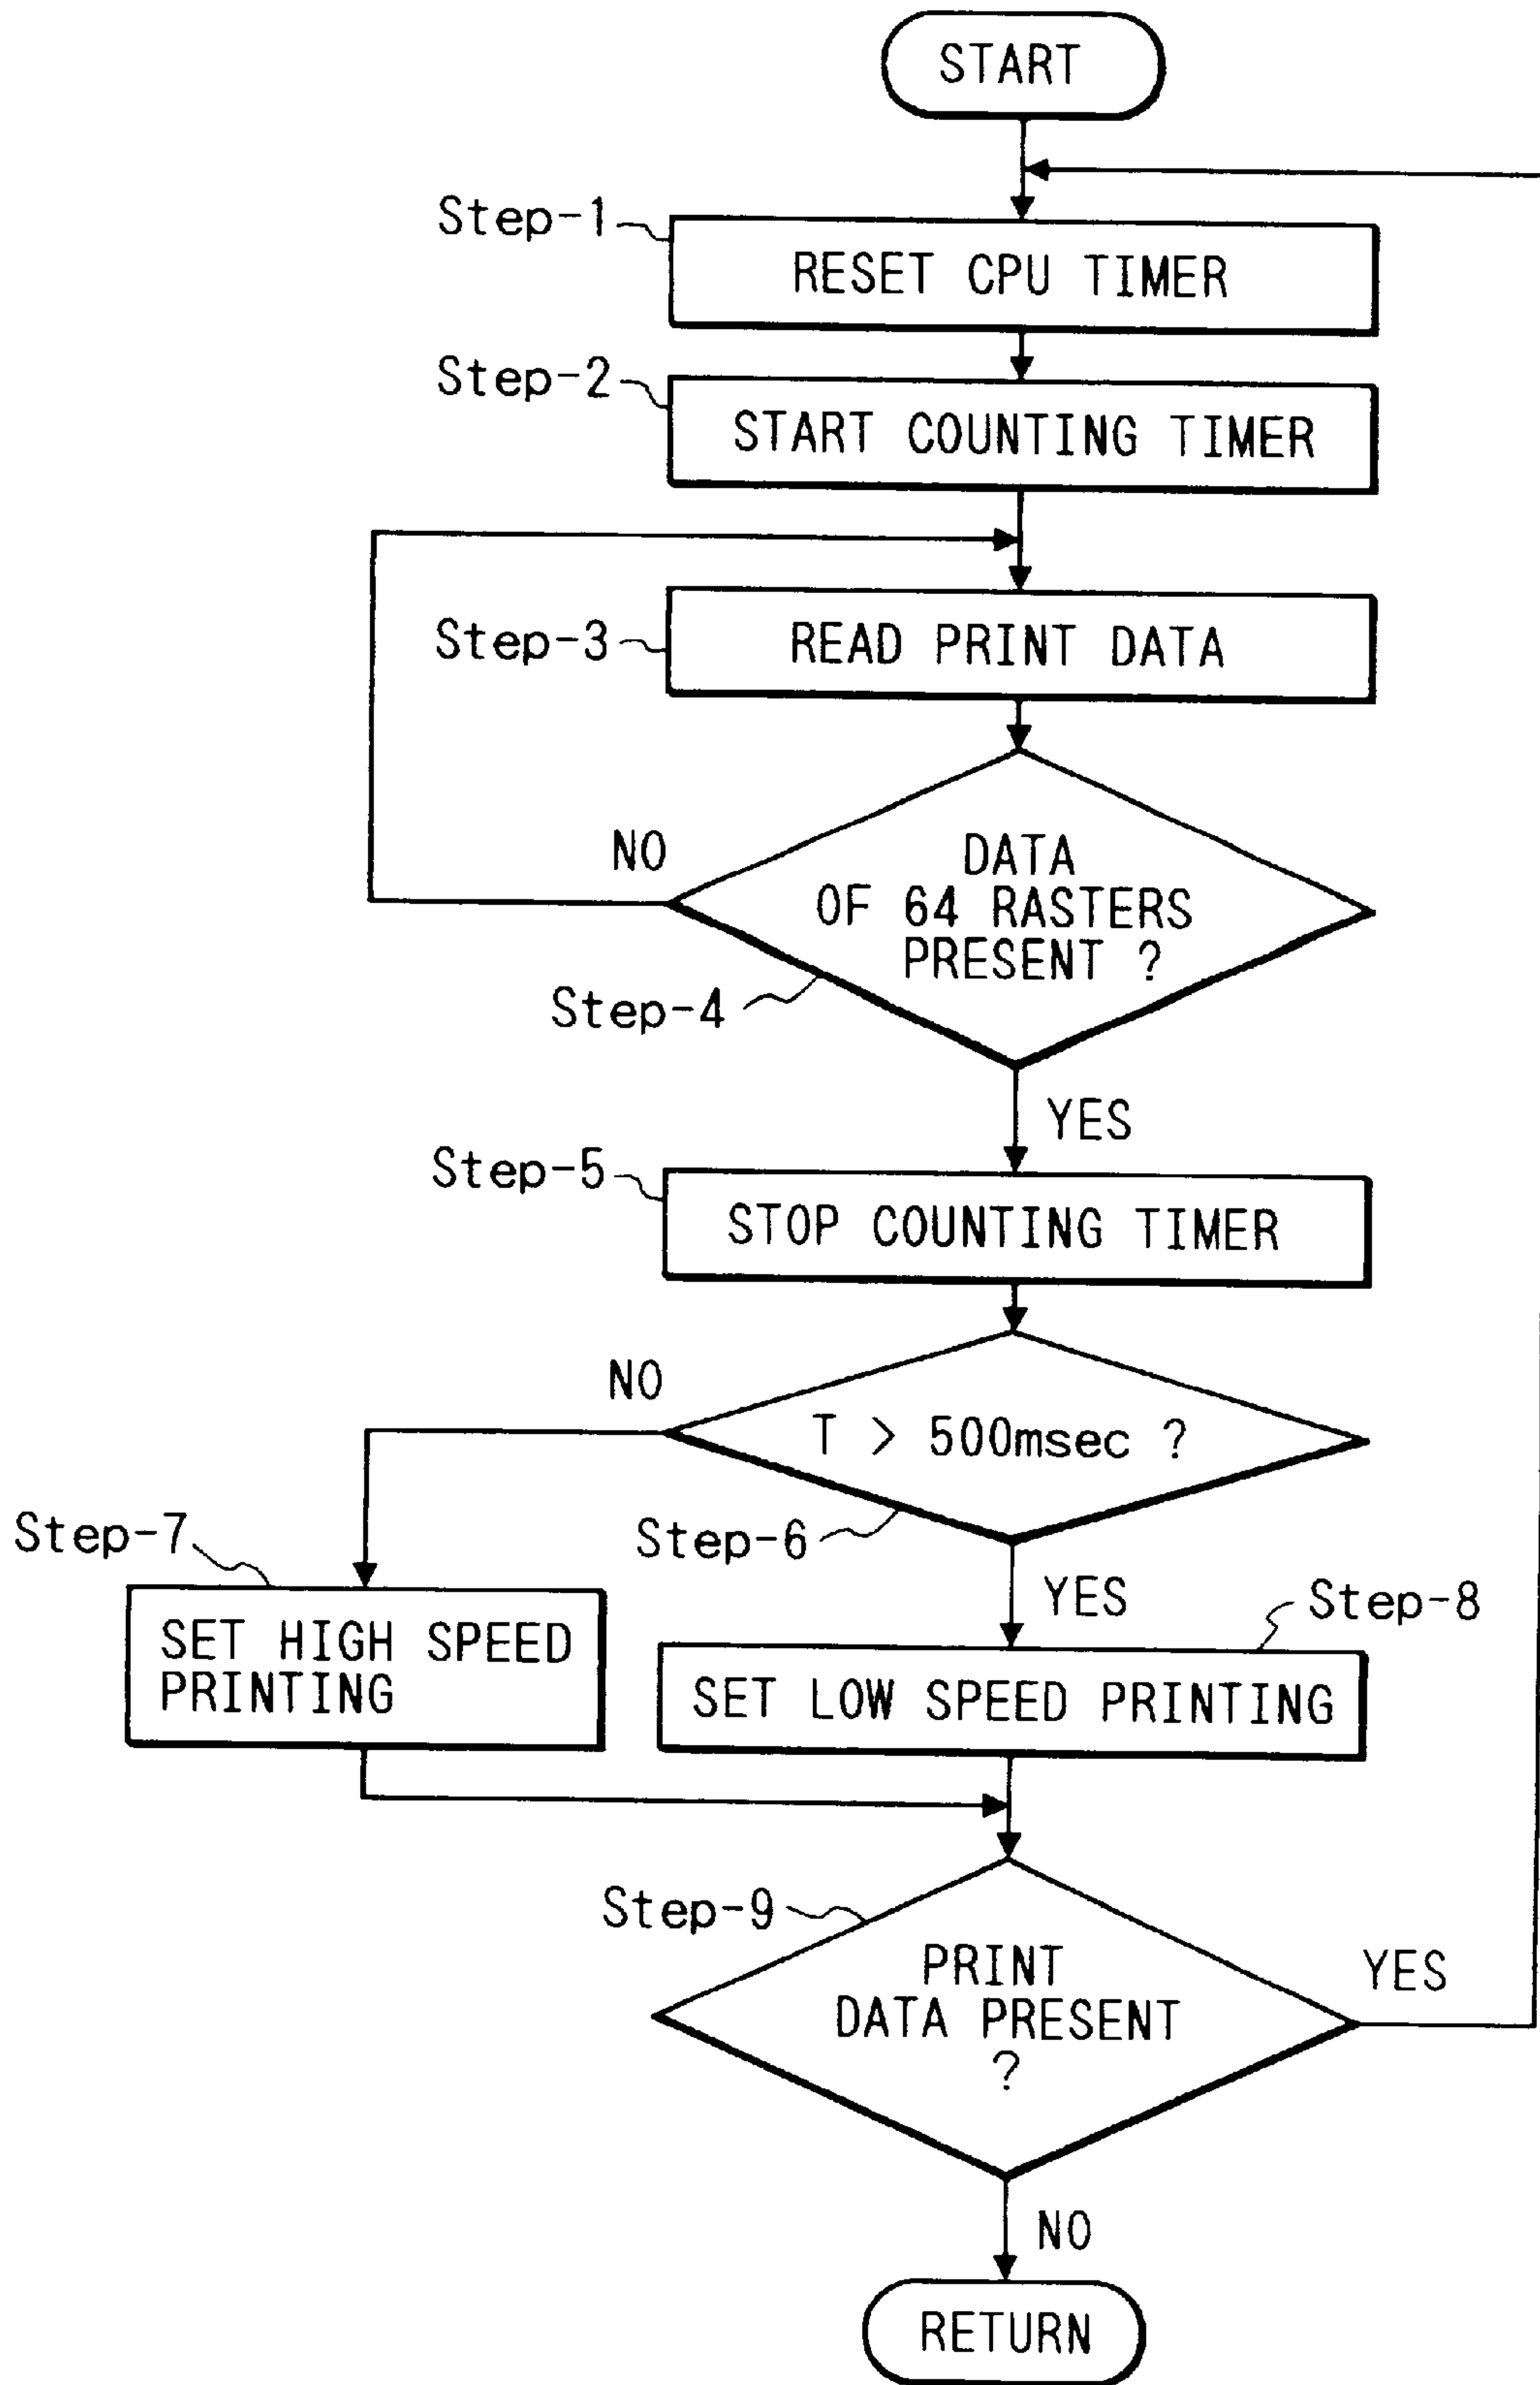 START
Step-1
RESET CPU TIMER
Step-2
START COUNTING TIMER
Step-3
READ PRINT DATA
NO
DATA
OF 64 RASTERS
PRESENT ?
Step-4
YES
Step-5
STOP COUNTING TIMER
NO
T > 500msec ?
Step-6
Step-7
YES
Step-8
SET HIGH SPEED
PRINTING
SET LOW SPEED PRINTING
Step-9
PRINT
DATA PRESENT
?
YES
NO
RETURN